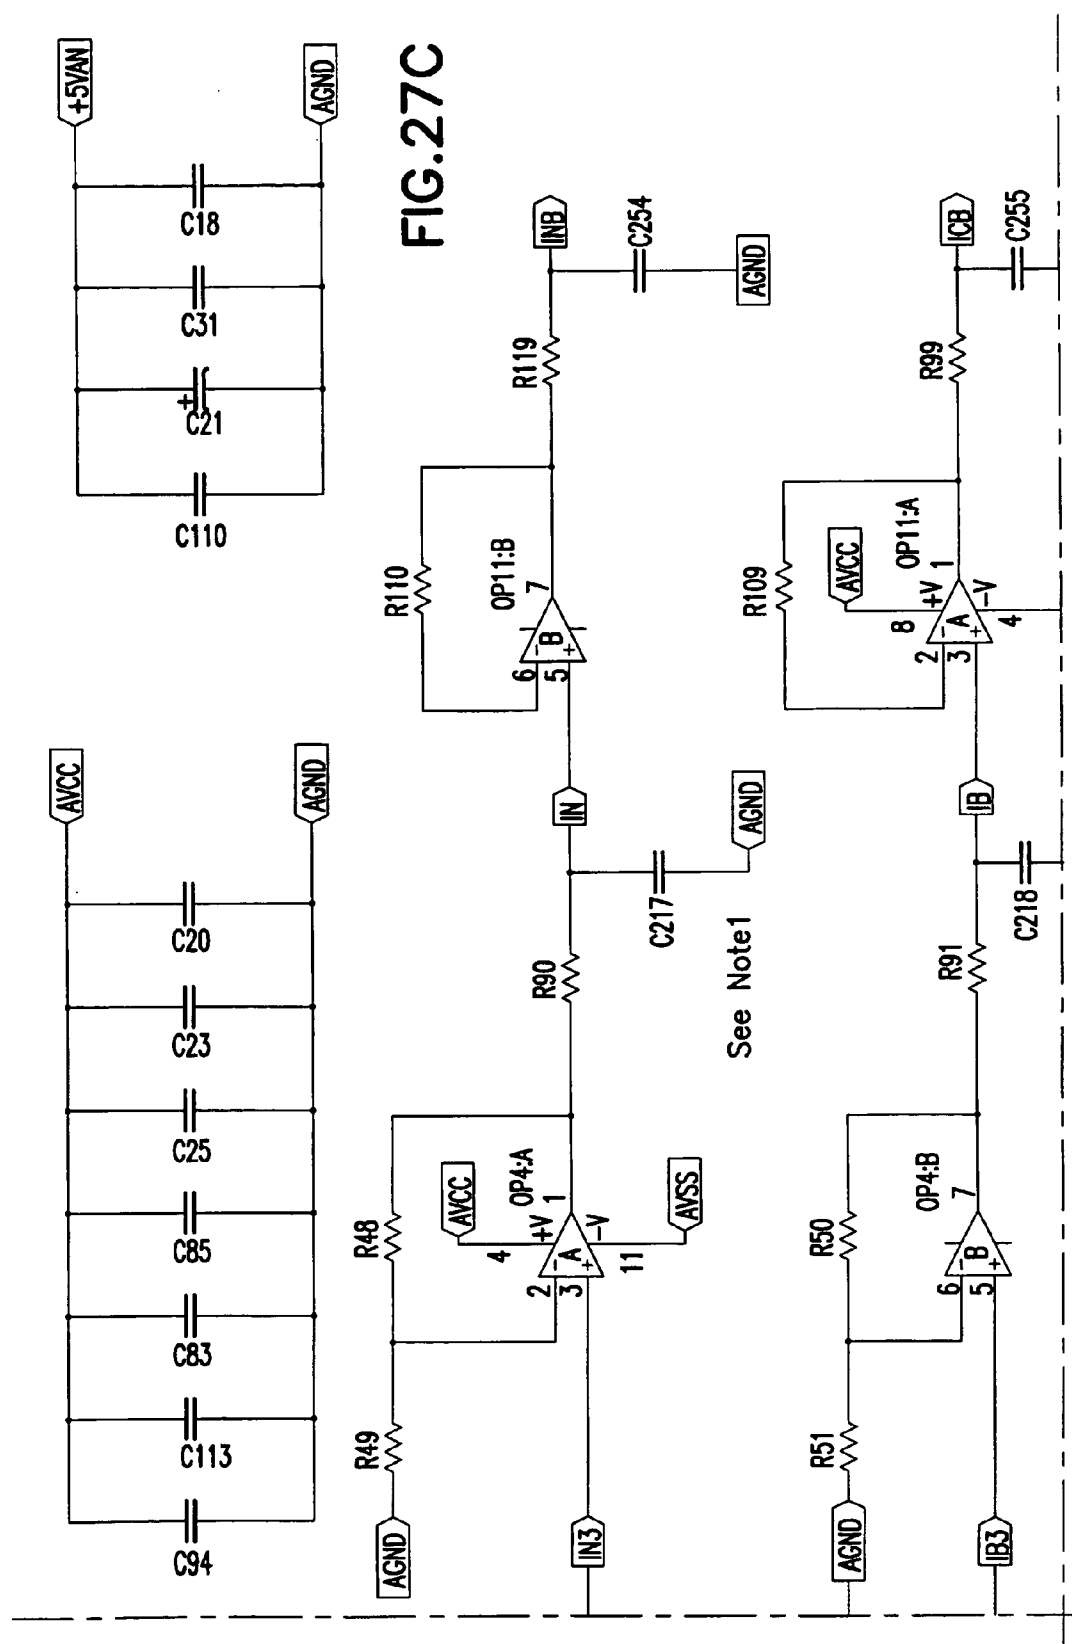 FIG.27C
AVCC
AGND
C94
C113
C83
C85
C25
C23
C20
+5VAN
AGND
C110
C21
+
C31
C18
AGND
R49
R48
IN3
AVCC
4
+V
OP4:A
1
2
3
-
+
A
-V
11
AVSS
R90
C217
AGND
See Note1
IN
R110
OP11:B
7
6
5
-
+
B
R119
INB
C254
AGND
AGND
R51
R50
IB3
OP4:B
7
6
5
-
+
B
R91
C218
IB
R109
AVCC
8
+V
OP11:A
1
2
3
-
+
A
-V
4
R99
ICB
C255